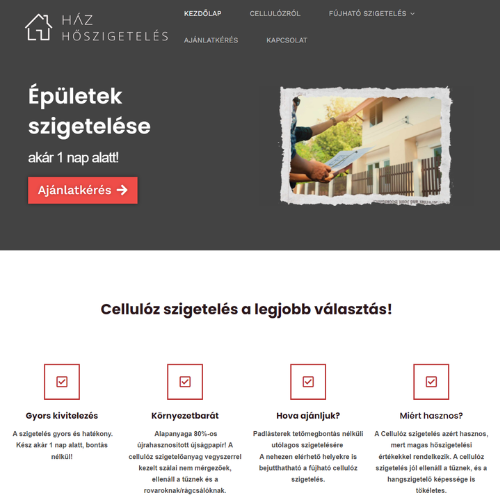 HÁZ
HŐSZIGETELÉS
KEZDŐLAP
CELLULÓZRÓL
FÚJHATÓ SZIGETELÉS
AJÁNLATKÉRÉS
KAPCSOLAT
Épületek
szigetelése
akár 1 nap alatt!
Ajánlatkérés
Cellulóz szigetelés a legjobb választás!
Gyors kivitelezés
A szigetelés gyors és hatékony.
Kész akár 1 nap alatt, bontás
nélkül!
Környezetbarát
Alapanyaga 80%-os
újrahasznosított újságpapír! A
cellulóz szigetelőanyag vegyszerrel
kezelt szálai nem mérgezőek,
ellenáll a tűznek és a
rovaroknak/rágcsálóknak.
Hova ajánljuk?
Padlásterek tetőmegbontás nélküli
utólagos szigetelésére
A nehezen elérhető helyekre is
bejutttaható a fújható cellulóz
szigetelés.
Miért hasznos?
A Cellulóz szigetelés azért hasznos,
mert magas hőszigetelési
értékekkel rendelkezik. A cellulóz
szigetelés jól ellenáll a tűznek, és a
hangszigetelő képessége is
tökéletes.